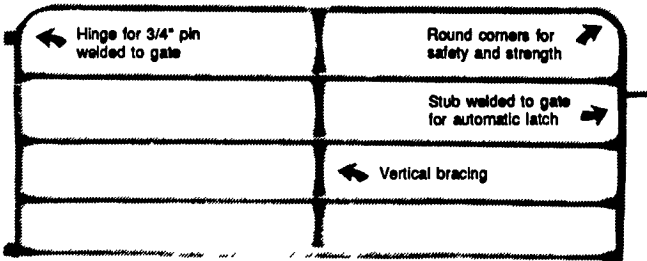 Hinge for 3/4" pin
welded to gate
Round corners for
safety and strength
Stub welded to gate
for automatic latch
Vertical bracing